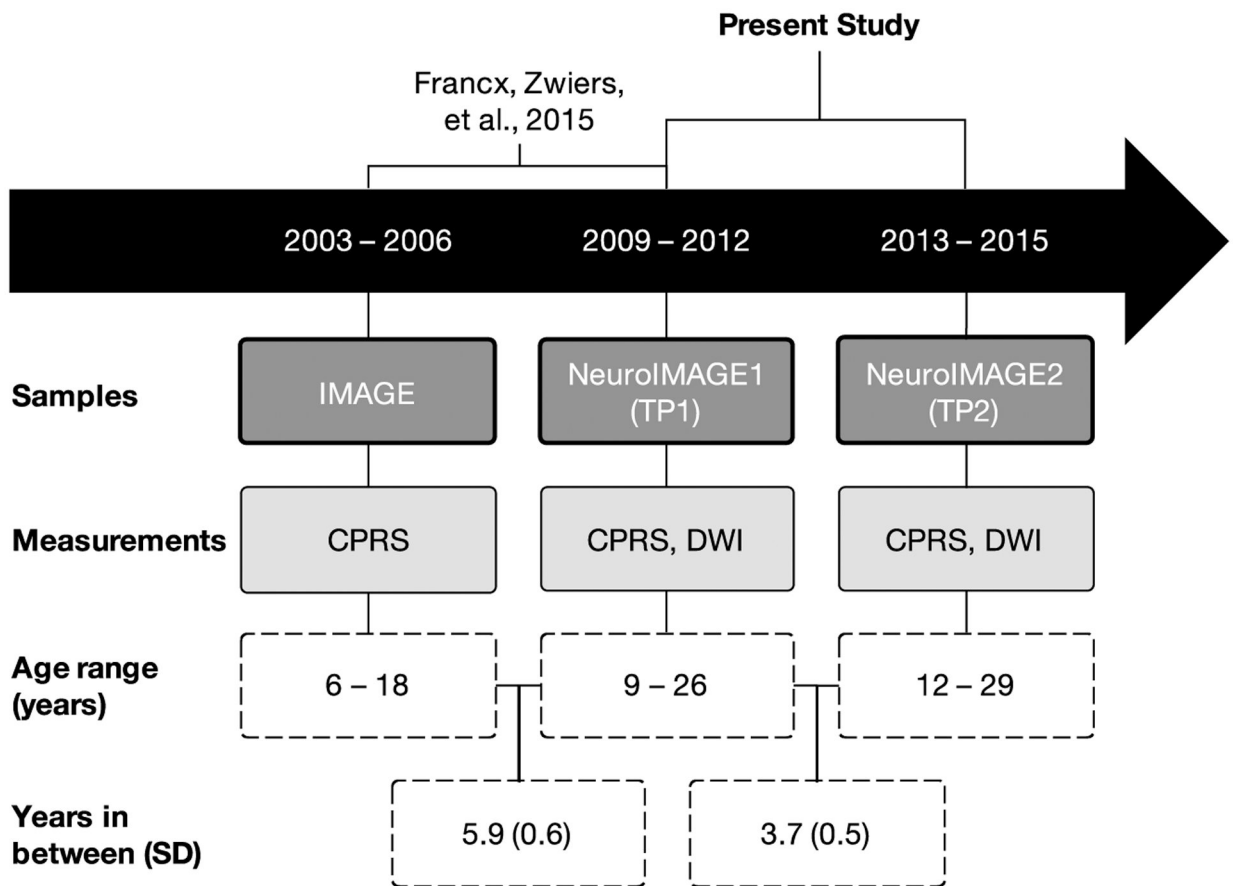 Present Study
Francx, Zwiers,
et al., 2015
2003 – 2006
2009 – 2012
2013 – 2015
Samples
IMAGE
NeuroIMAGE1
(TP1)
NeuroIMAGE2
(TP2)
Measurements
CPRS
CPRS, DWI
CPRS, DWI
Age range
(years)
6 – 18
9 – 26
12 – 29
Years in
between (SD)
5.9 (0.6)
3.7 (0.5)